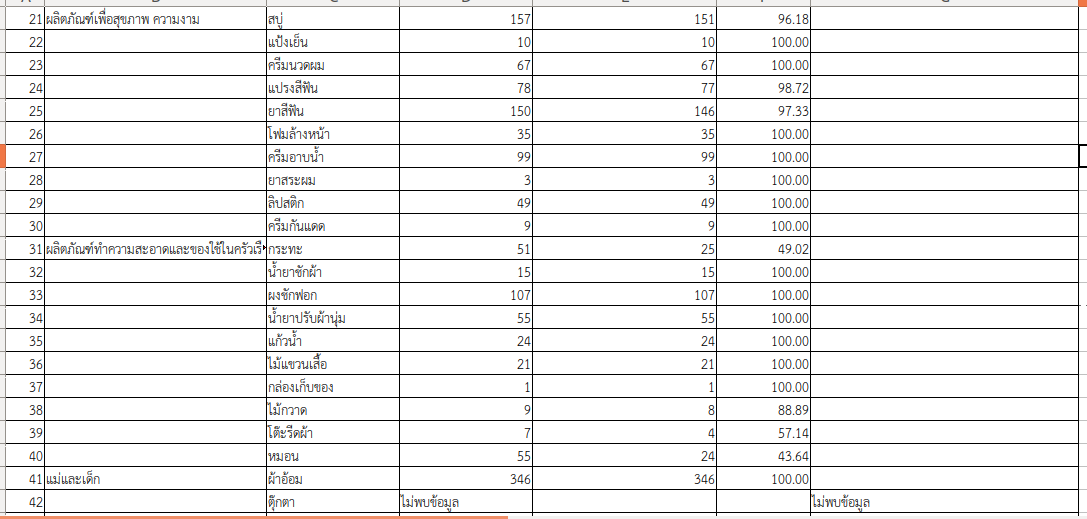 21 ผลิตภัณฑ์เพื่อสุขภาพ ความงาม สบู่ 157 151 96.18
22 แป้งเย็น 10 10 100.00
23 ครีมนวดผม 67 67 100.00
24 แปรงสีฟัน 78 77 98.72
25 ยาสีฟัน 150 146 97.33
26 โฟมล้างหน้า 35 35 100.00
27 ครีมอาบน้ำ 99 99 100.00
28 ยาสระผม 3 3 100.00
29 ลิปสติก 49 49 100.00
30 ครีมกันแดด 9 9 100.00
31 ผลิตภัณฑ์ทำความสะอาดและของใช้ในครัวเรื กระทะ 51 25 49.02
32 น้ำยาซักผ้า 15 15 100.00
33 ผงซักฟอก 107 107 100.00
34 น้ำยาปรับผ้านุ่ม 55 55 100.00
35 แก้วน้ำ 24 24 100.00
36 ไม้แขวนเสื้อ 21 21 100.00
37 กล่องเก็บของ 1 1 100.00
38 ไม้กวาด 9 8 88.89
39 โต๊ะรีดผ้า 7 4 57.14
40 หมอน 55 24 43.64
41 แม่และเด็ก ผ้าอ้อม 346 346 100.00
42 ตุ๊กตา ไม่พบข้อมูล ไม่พบข้อมูล